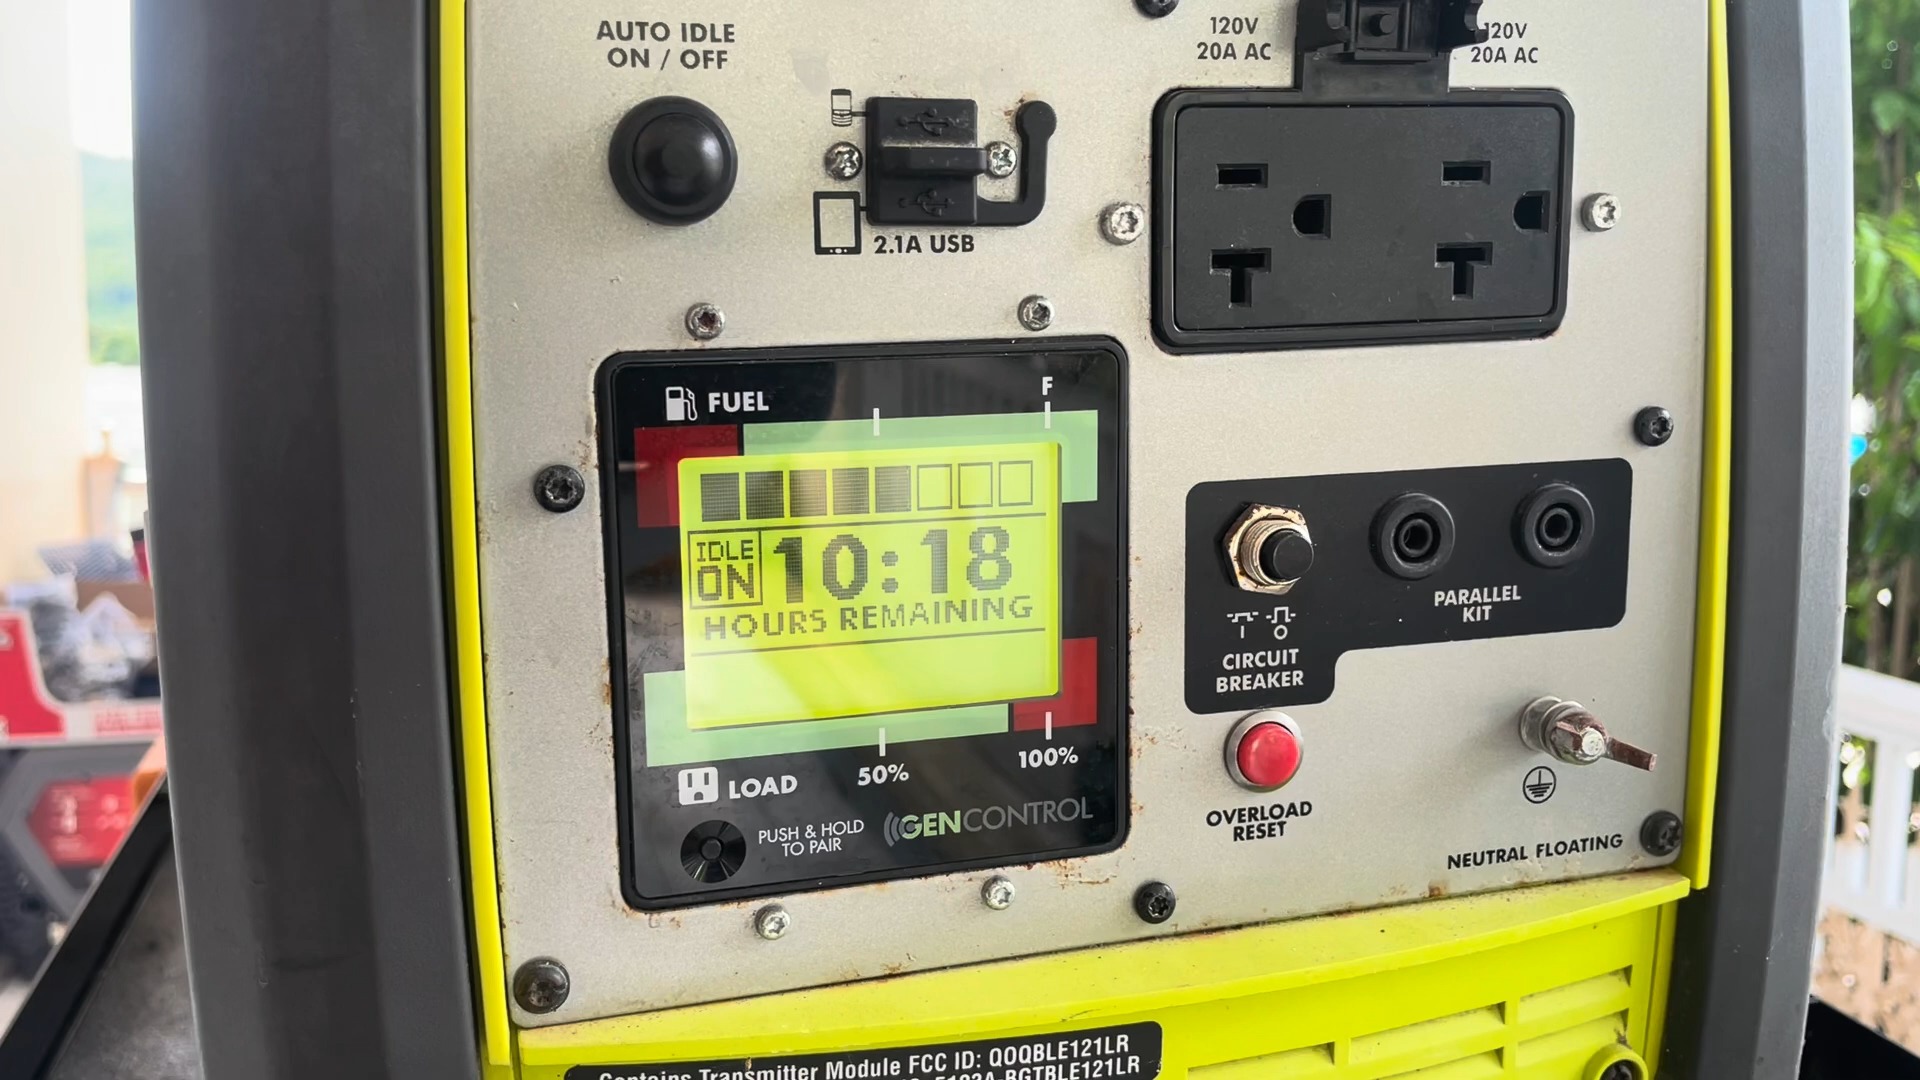 AUTO IDLE
ON / OFF
2.1A USB
120V
20A AC
120V
20A AC
FUEL
F
IDLE
ON
10:18
HOURS REMAINING
LOAD
50%
100%
PUSH & HOLD
TO PAIR
GENCONTROL
CIRCUIT
BREAKER
PARALLEL
KIT
OVERLOAD
RESET
NEUTRAL FLOATING
Contains Transmitter Module FCC ID: QOQBLE121LR
BGTBLE121LR